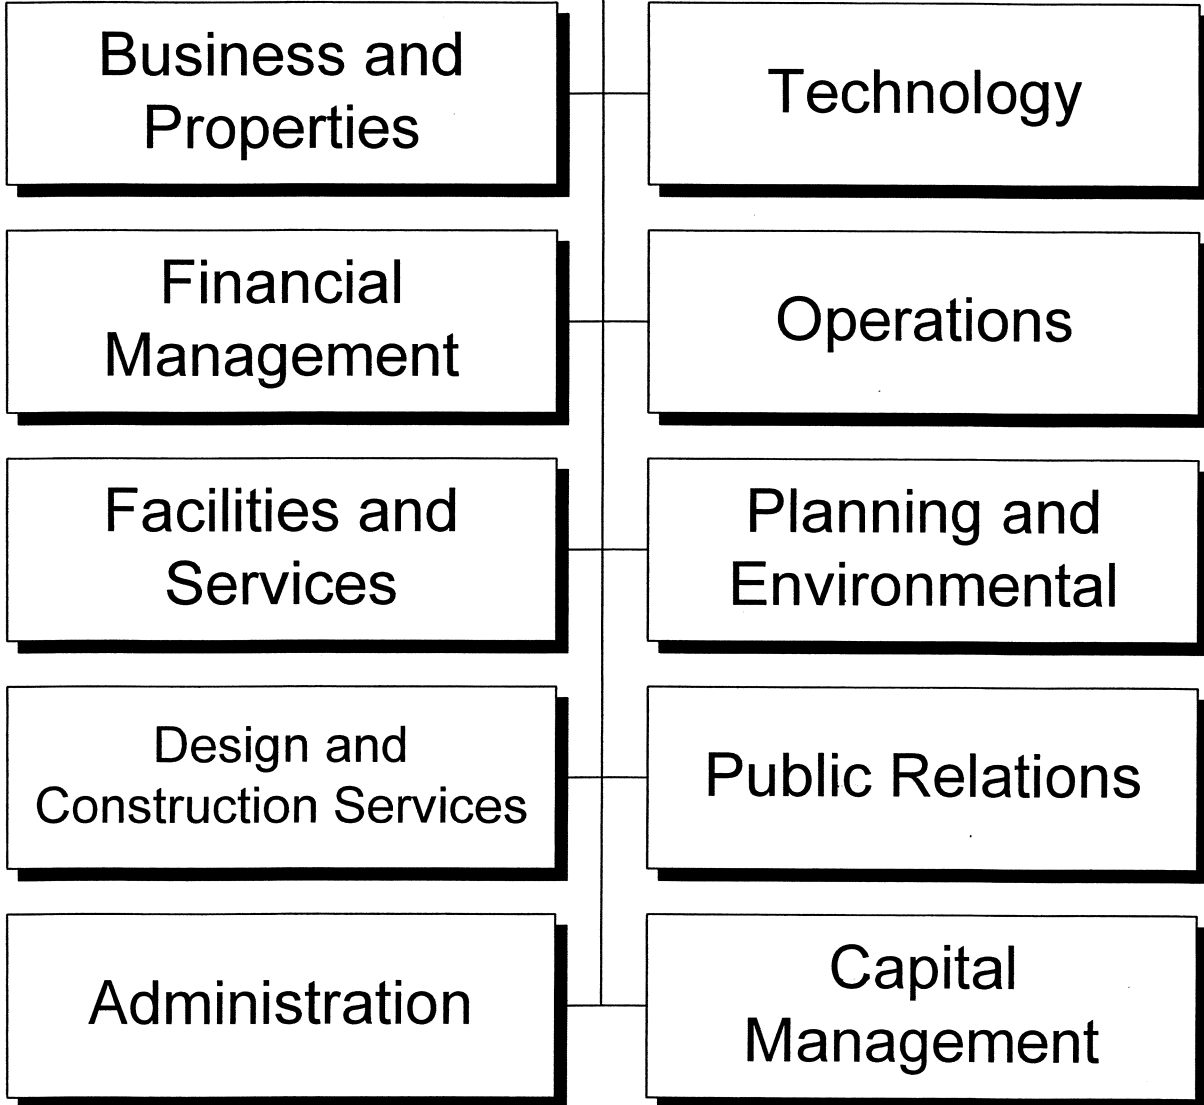 Business and
Properties
Technology
Financial
Management
Operations
Facilities and
Services
Planning and
Environmental
Design and
Construction Services
Public Relations
Administration
Capital
Management